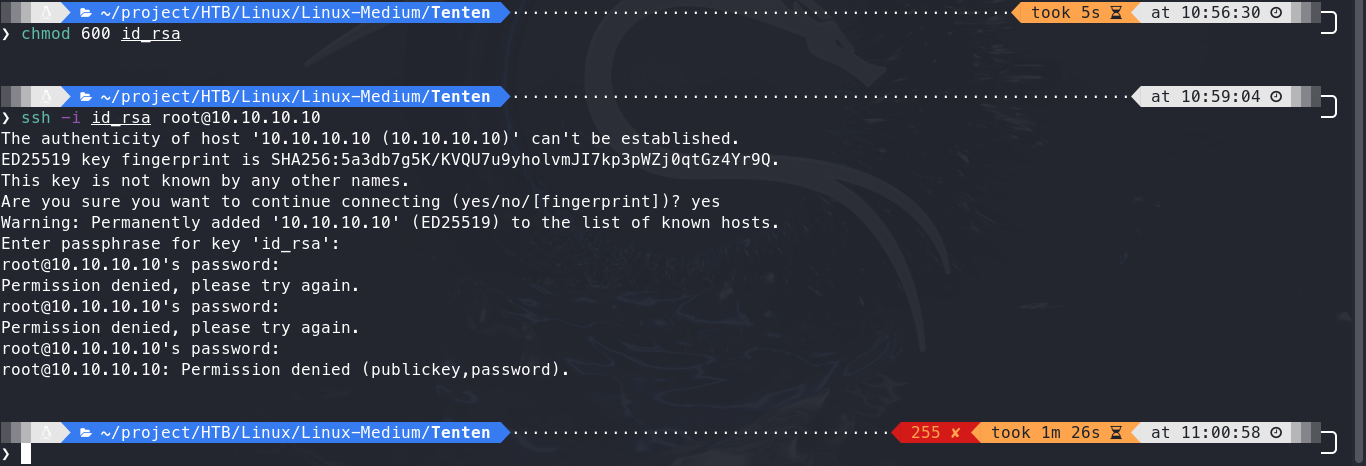 ~/project/HTB/Linux/Linux-Medium/Tenten took 5s at 10:56:30
❯ chmod 600 id_rsa
~/project/HTB/Linux/Linux-Medium/Tenten at 10:59:04
❯ ssh -i id_rsa root@10.10.10.10
The authenticity of host '10.10.10.10 (10.10.10.10)' can't be established.
ED25519 key fingerprint is SHA256:5a3db7g5K/KVQU7u9yholvmJI7kp3pWZj0qtGz4Yr9Q.
This key is not known by any other names.
Are you sure you want to continue connecting (yes/no/[fingerprint])? yes
Warning: Permanently added '10.10.10.10' (ED25519) to the list of known hosts.
Enter passphrase for key 'id_rsa':
root@10.10.10.10's password:
Permission denied, please try again.
root@10.10.10.10's password:
Permission denied, please try again.
root@10.10.10.10's password:
root@10.10.10.10: Permission denied (publickey,password).
~/project/HTB/Linux/Linux-Medium/Tenten 255 ✘ took 1m 26s at 11:00:58
❯